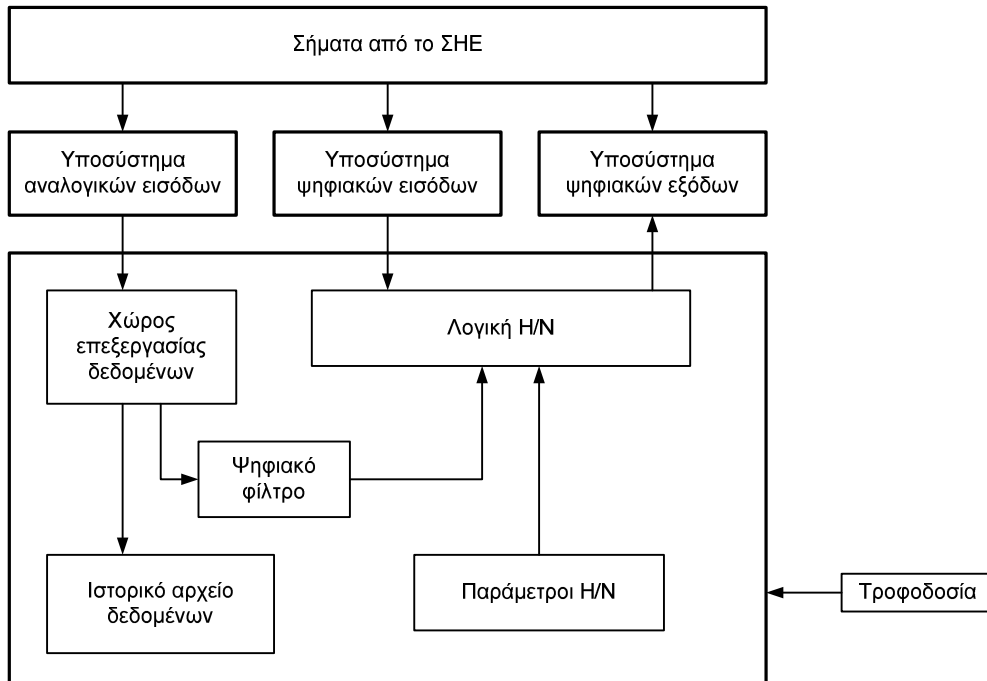 Σήματα από το ΣΗΕ
Υποσύστημα
αναλογικών εισόδων
Υποσύστημα
ψηφιακών εισόδων
Υποσύστημα
ψηφιακών εξόδων
Χώρος
επεξεργασίας
δεδομένων
Λογική Η/Ν
Ψηφιακό
φίλτρο
Ιστορικό αρχείο
δεδομένων
Παράμετροι Η/Ν
Τροφοδοσία